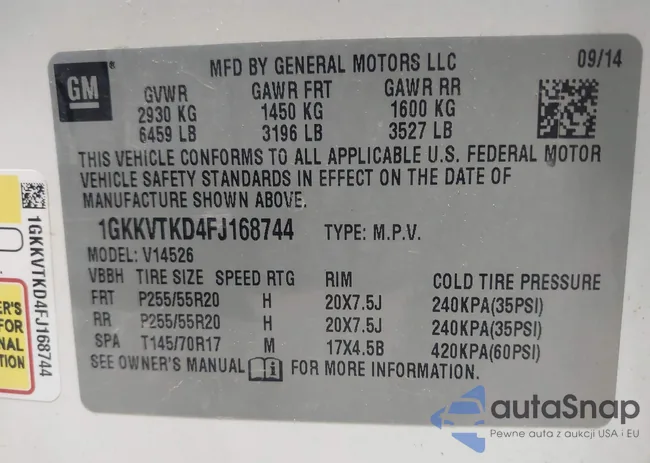 GM®
MFD BY GENERAL MOTORS LLC 09/14
GVWR GAWR FRT GAWR RR
2930 KG 1450 KG 1600 KG
6459 LB 3196 LB 3527 LB
THIS VEHICLE CONFORMS TO ALL APPLICABLE U.S. FEDERAL MOTOR
VEHICLE SAFETY STANDARDS IN EFFECT ON THE DATE OF
MANUFACTURE SHOWN ABOVE.
1GKKVTKD4FJ168744 TYPE: M.P.V.
MODEL: V14526
VBBH TIRE SIZE SPEED RTG RIM COLD TIRE PRESSURE
FRT P255/55R20 H 20X7.5J 240KPA(35PSI)
RR P255/55R20 H 20X7.5J 240KPA(35PSI)
SPA T145/70R17 M 17X4.5B 420KPA(60PSI)
SEE OWNER'S MANUAL FOR MORE INFORMATION.
1GKKVTKD4FJ168744
ER'S
FOR
NAL
TION
autaSnap
Pewne auta z aukcji USA i EU